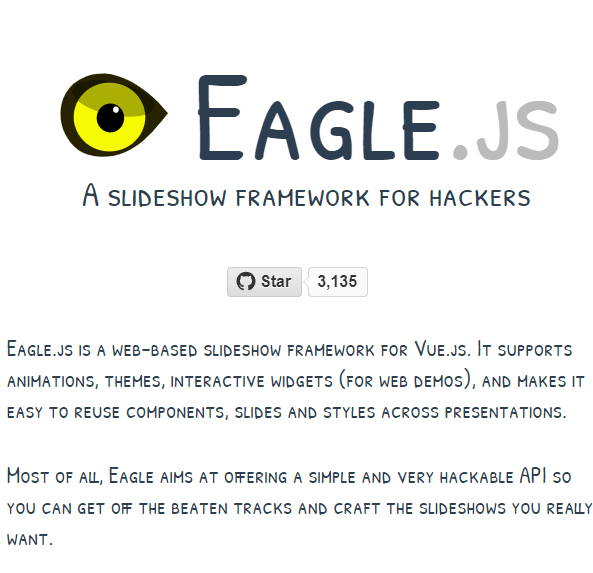 Eagle.js
A slideshow framework for hackers
Star 3,135
Eagle.js is a web-based slideshow framework for Vue.js. It supports
animations, themes, interactive widgets (for web demos), and makes it
easy to reuse components, slides and styles across presentations.
Most of all, Eagle aims at offering a simple and very hackable API so
you can get off the beaten tracks and craft the slideshows you really
want.